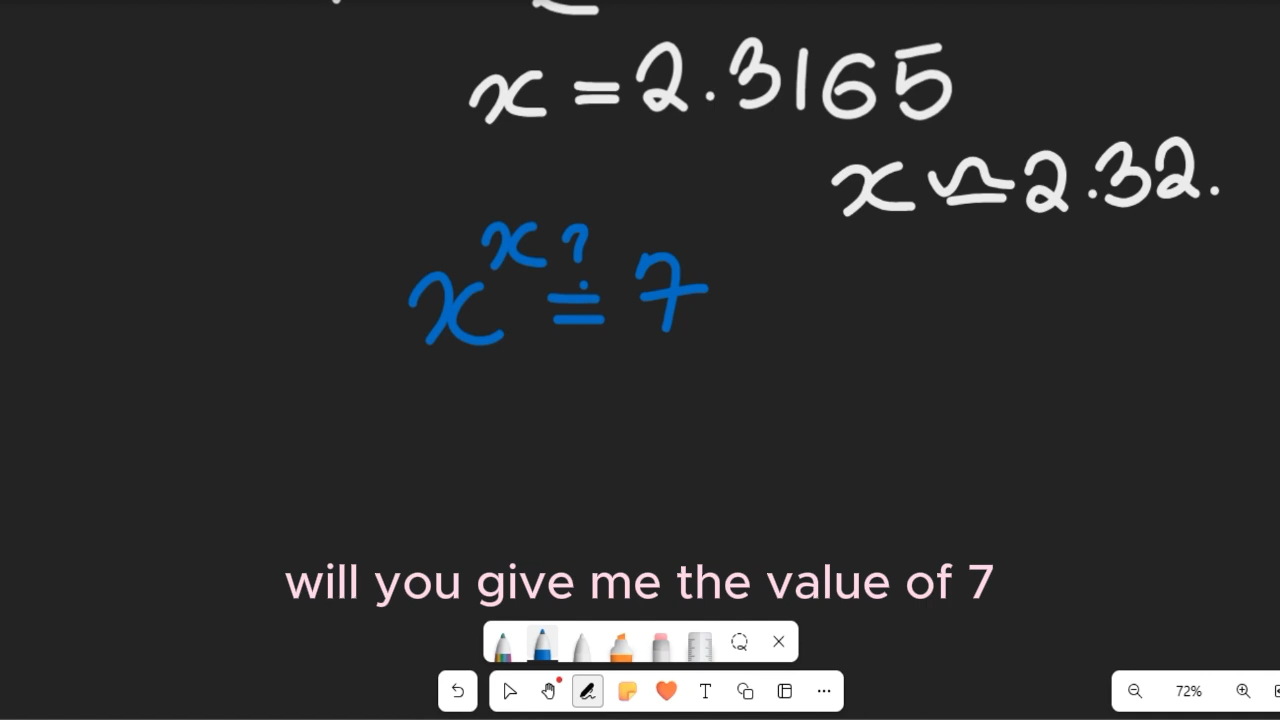 x = 2.3165
x ≃ 2.32.
x^x ≟ 7
will you give me the value of 7
T
72%